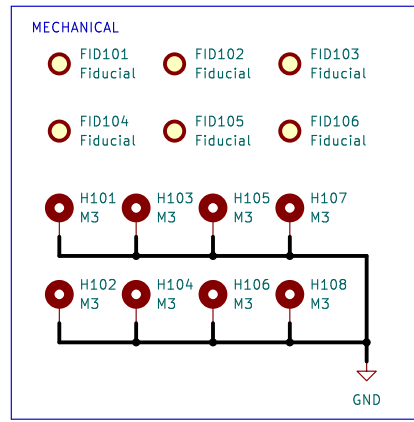 MECHANICAL
FID101 FID102 FID103
Fiducial Fiducial Fiducial
FID104 FID105 FID106
Fiducial Fiducial Fiducial
H101 H103 H105 H107
M3 M3 M3 M3
H102 H104 H106 H108
M3 M3 M3 M3
GND